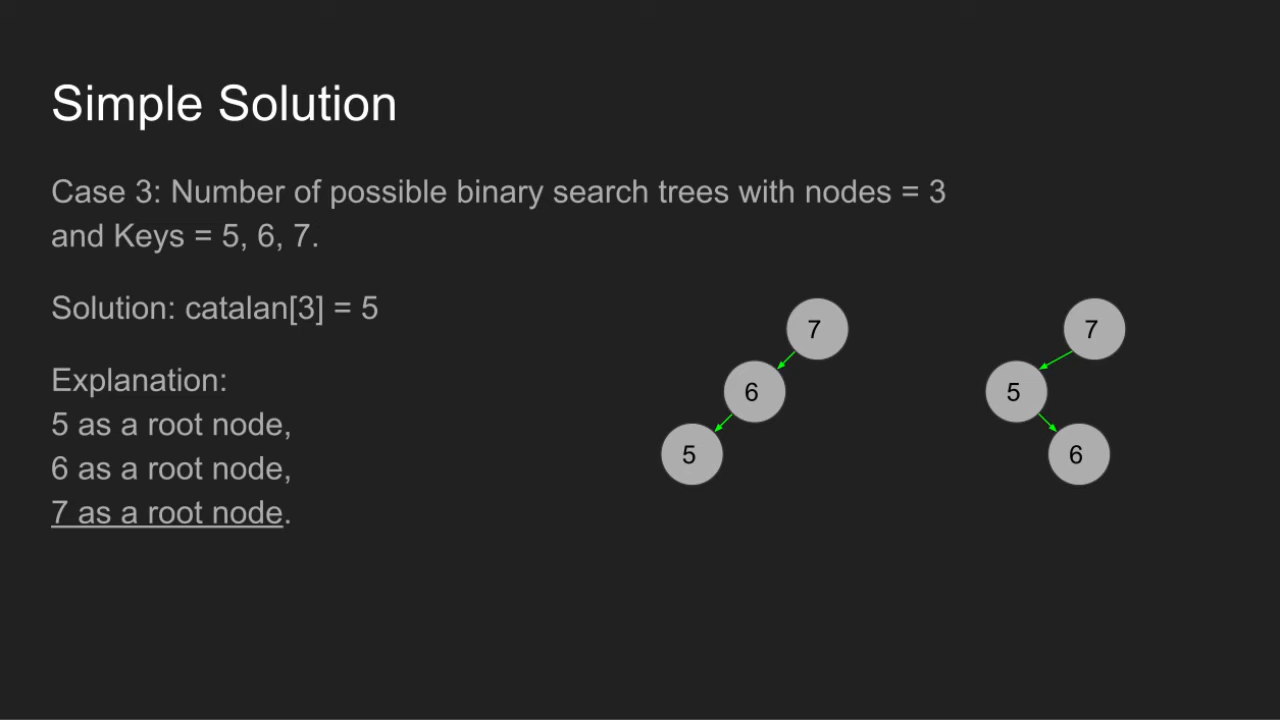 Simple Solution
Case 3: Number of possible binary search trees with nodes = 3
and Keys = 5, 6, 7.
Solution: catalan[3] = 5
Explanation:
5 as a root node,
6 as a root node,
7 as a root node.
7
6
5
7
5
6